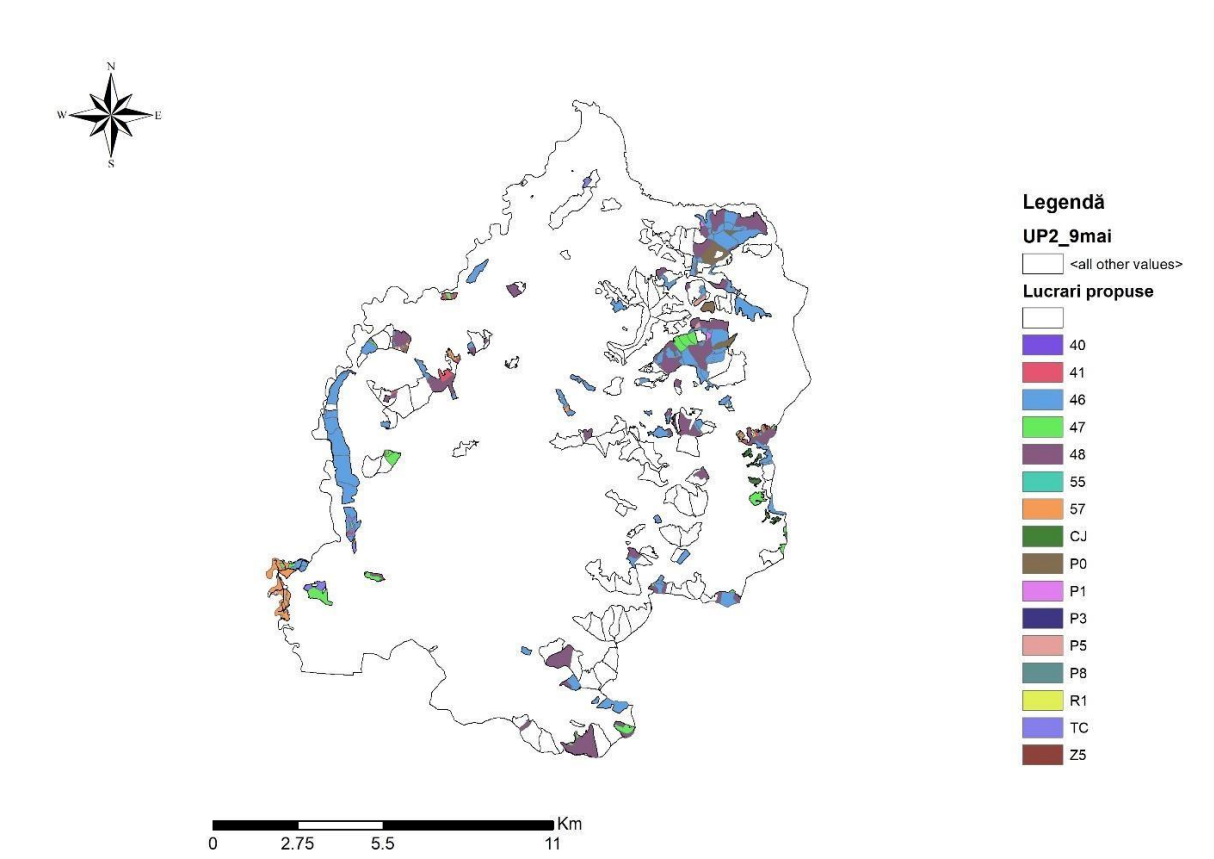 N
W E
S
Legendă
UP2_9mai
<all other values>
Lucrari propuse
40
41
46
47
48
55
57
CJ
P0
P1
P3
P5
P8
R1
TC
Z5
Km
0 2.75 5.5 11